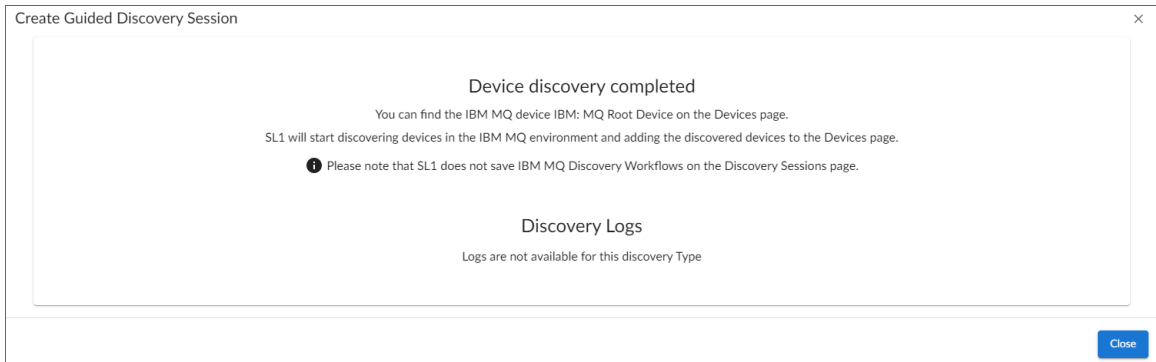 Create Guided Discovery Session
Device discovery completed
You can find the IBM MQ device IBM: MQ Root Device on the Devices page.
SL1 will start discovering devices in the IBM MQ environment and adding the discovered devices to the Devices page.
Please note that SL1 does not save IBM MQ Discovery Workflows on the Discovery Sessions page.
Discovery Logs
Logs are not available for this discovery Type
Close